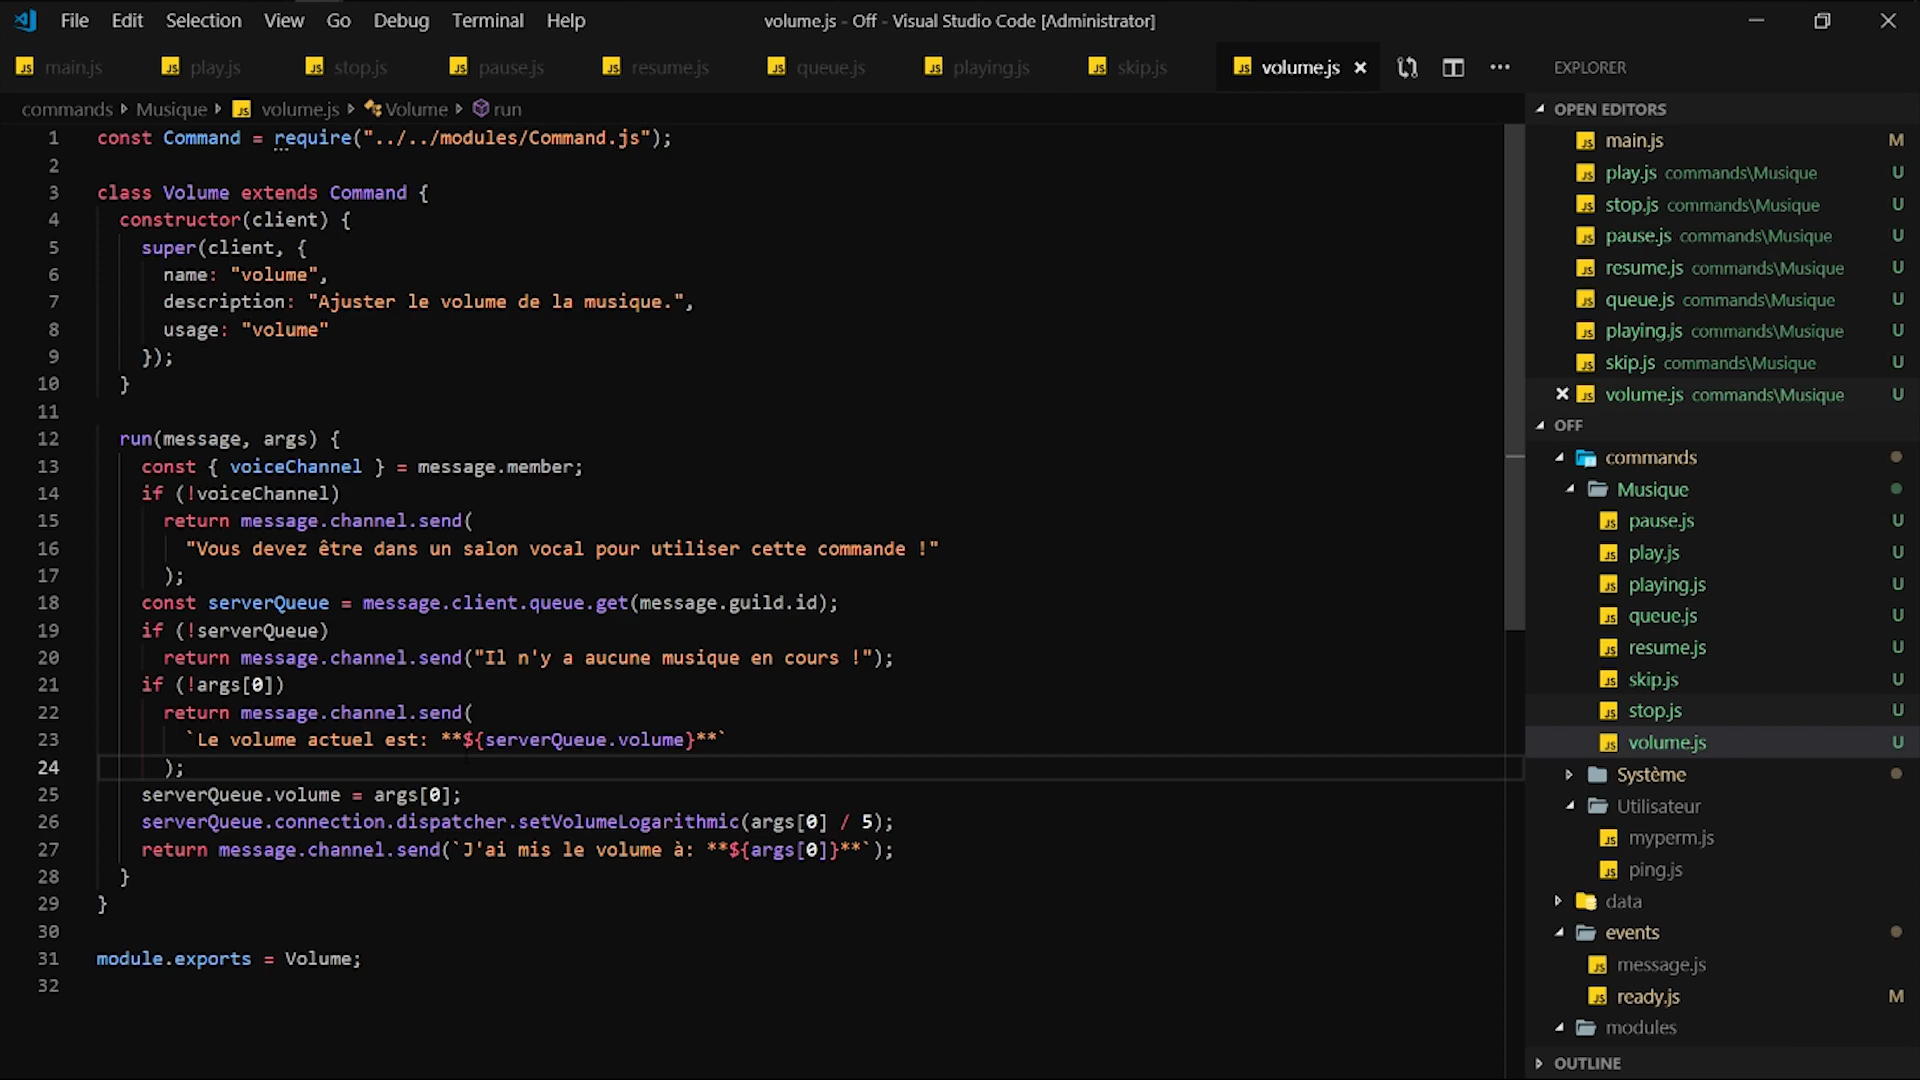 File Edit Selection View Go Debug Terminal Help
volume.js - Off - Visual Studio Code [Administrator]
main.js play.js stop.js pause.js resume.js queue.js playing.js skip.js volume.js
commands Musique volume.js Volume run
1 const Command = require("../../modules/Command.js");
2
3 class Volume extends Command {
4 constructor(client) {
5 super(client, {
6 name: "volume",
7 description: "Ajuster le volume de la musique.",
8 usage: "volume"
9 });
10 }
11
12 run(message, args) {
13 const { voiceChannel } = message.member;
14 if (!voiceChannel)
15 return message.channel.send(
16 "Vous devez être dans un salon vocal pour utiliser cette commande !"
17 );
18 const serverQueue = message.client.queue.get(message.guild.id);
19 if (!serverQueue)
20 return message.channel.send("Il n'y a aucune musique en cours !");
21 if (!args[0])
22 return message.channel.send(
23 `Le volume actuel est: **${serverQueue.volume}**`
24 );
25 serverQueue.volume = args[0];
26 serverQueue.connection.dispatcher.setVolumeLogarithmic(args[0] / 5);
27 return message.channel.send(`J'ai mis le volume à: **${args[0]}**`);
28 }
29 }
30
31 module.exports = Volume;
32
EXPLORER
OPEN EDITORS
main.js M
play.js commands\Musique U
stop.js commands\Musique U
pause.js commands\Musique U
resume.js commands\Musique U
queue.js commands\Musique U
playing.js commands\Musique U
skip.js commands\Musique U
volume.js commands\Musique U
OFF
commands
Musique
pause.js U
play.js U
playing.js U
queue.js U
resume.js U
skip.js U
stop.js U
volume.js U
Système
Utilisateur
myperm.js
ping.js
data
events
message.js
ready.js M
modules
OUTLINE